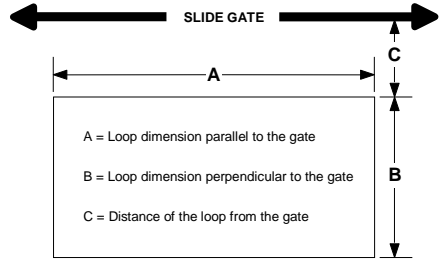 SLIDE GATE
C
A
A = Loop dimension parallel to the gate
B = Loop dimension perpendicular to the gate
B
C = Distance of the loop from the gate